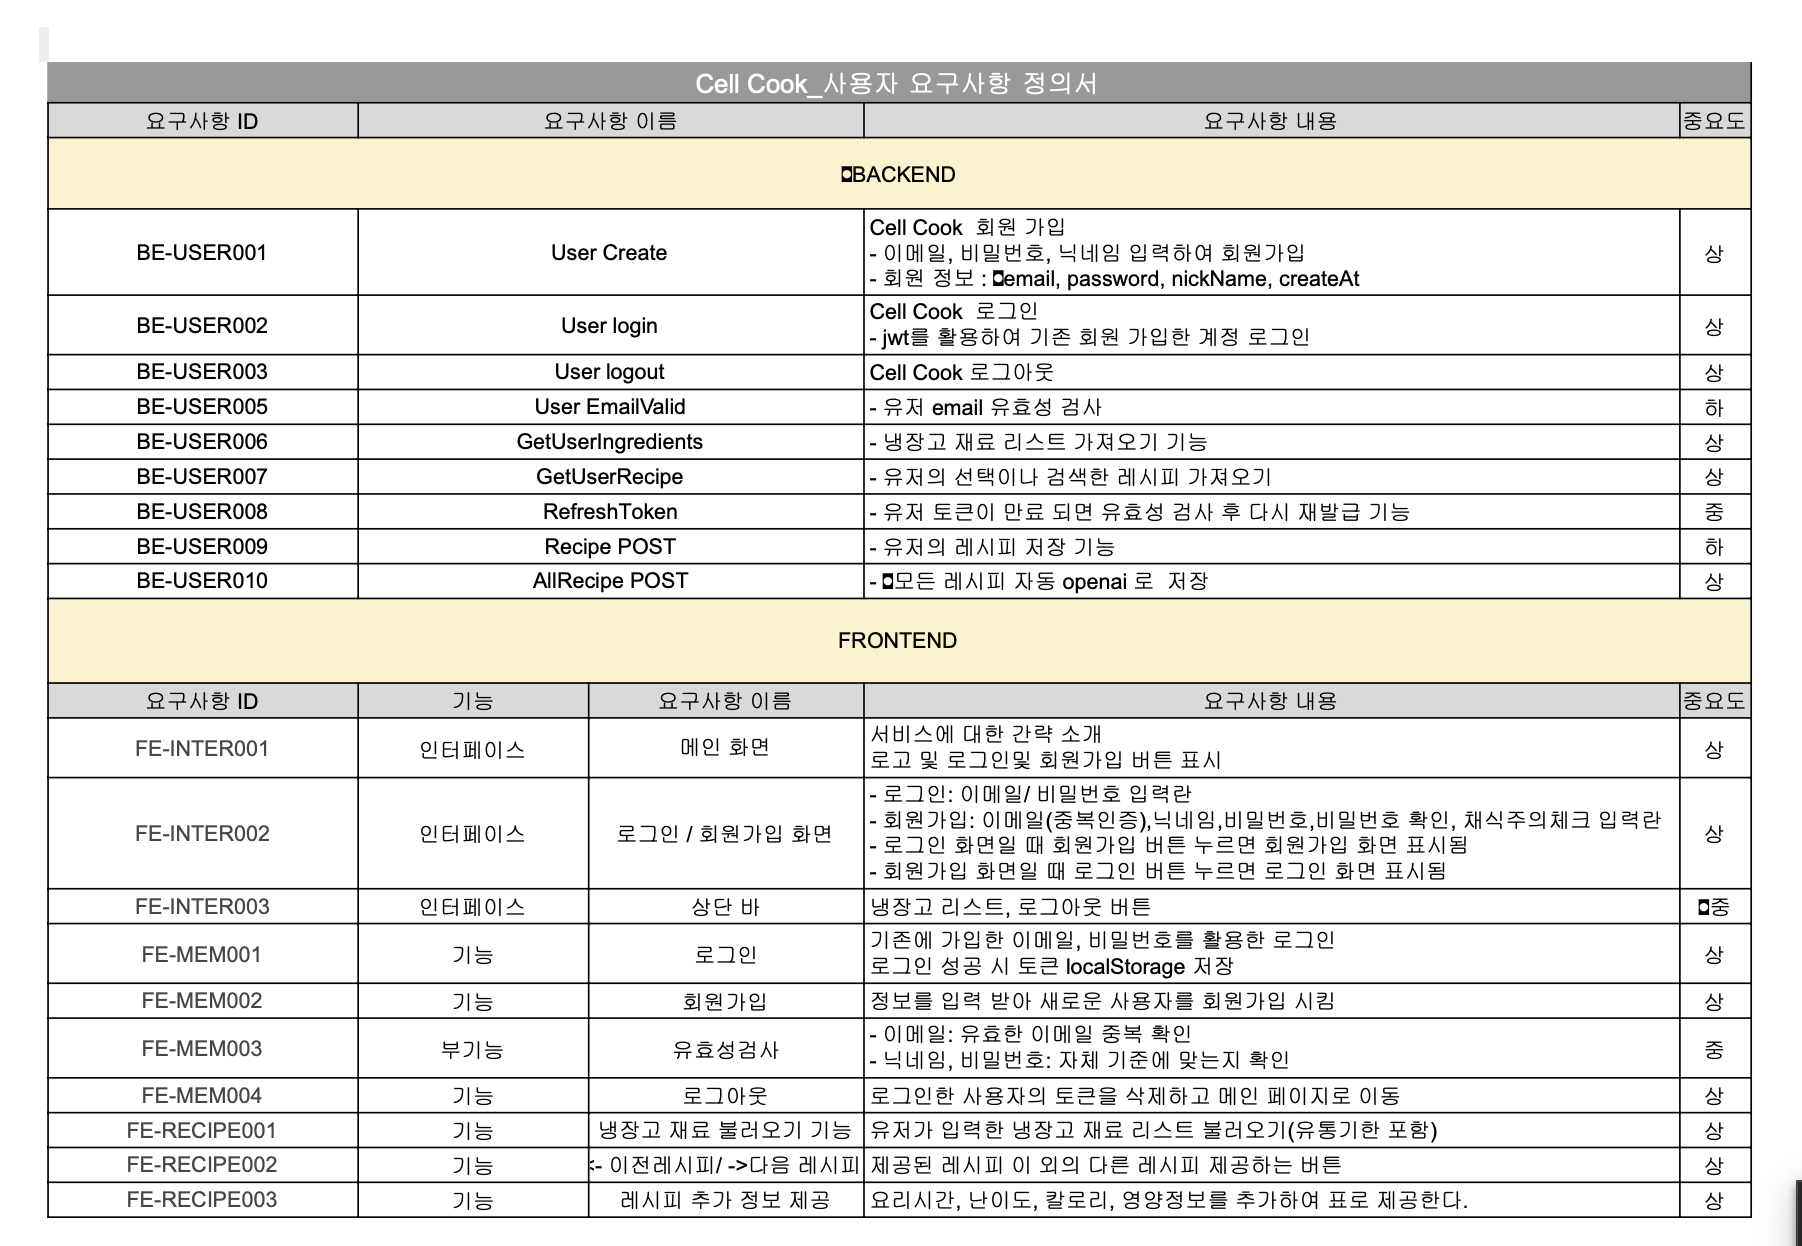 Cell Cook_사용자 요구사항 정의서
요구사항 ID 요구사항 이름 요구사항 내용 중요도
BACKEND
BE-USER001 User Create Cell Cook 회원 가입
- 이메일, 비밀번호, 닉네임 입력하여 회원가입
- 회원 정보 : email, password, nickName, createAt 상
BE-USER002 User login Cell Cook 로그인
- jwt를 활용하여 기존 회원 가입한 계정 로그인 상
BE-USER003 User logout Cell Cook 로그아웃 상
BE-USER005 User EmailValid - 유저 email 유효성 검사 하
BE-USER006 GetUserIngredients - 냉장고 재료 리스트 가져오기 기능 상
BE-USER007 GetUserRecipe - 유저의 선택이나 검색한 레시피 가져오기 상
BE-USER008 RefreshToken - 유저 토큰이 만료 되면 유효성 검사 후 다시 재발급 기능 중
BE-USER009 Recipe POST - 유저의 레시피 저장 기능 하
BE-USER010 AllRecipe POST - 모든 레시피 자동 openai 로 저장 상
FRONTEND
요구사항 ID 기능 요구사항 이름 요구사항 내용 중요도
FE-INTER001 인터페이스 메인 화면 서비스에 대한 간략 소개
로고 및 로그인및 회원가입 버튼 표시 상
FE-INTER002 인터페이스 로그인 / 회원가입 화면 - 로그인: 이메일/ 비밀번호 입력란
- 회원가입: 이메일(중복인증),닉네임,비밀번호,비밀번호 확인, 채식주의체크 입력란
- 로그인 화면일 때 회원가입 버튼 누르면 회원가입 화면 표시됨
- 회원가입 화면일 때 로그인 버튼 누르면 로그인 화면 표시됨 상
FE-INTER003 인터페이스 상단 바 냉장고 리스트, 로그아웃 버튼 중
FE-MEM001 기능 로그인 기존에 가입한 이메일, 비밀번호를 활용한 로그인
로그인 성공 시 토큰 localStorage 저장 상
FE-MEM002 기능 회원가입 정보를 입력 받아 새로운 사용자를 회원가입 시킴 상
FE-MEM003 부기능 유효성검사 - 이메일: 유효한 이메일 중복 확인
- 닉네임, 비밀번호: 자체 기준에 맞는지 확인 중
FE-MEM004 기능 로그아웃 로그인한 사용자의 토큰을 삭제하고 메인 페이지로 이동 상
FE-RECIPE001 기능 냉장고 재료 불러오기 기능 유저가 입력한 냉장고 재료 리스트 불러오기(유통기한 포함) 상
FE-RECIPE002 기능 <- 이전레시피/ ->다음 레시피 제공된 레시피 이 외의 다른 레시피 제공하는 버튼 상
FE-RECIPE003 기능 레시피 추가 정보 제공 요리시간, 난이도, 칼로리, 영양정보를 추가하여 표로 제공한다. 상